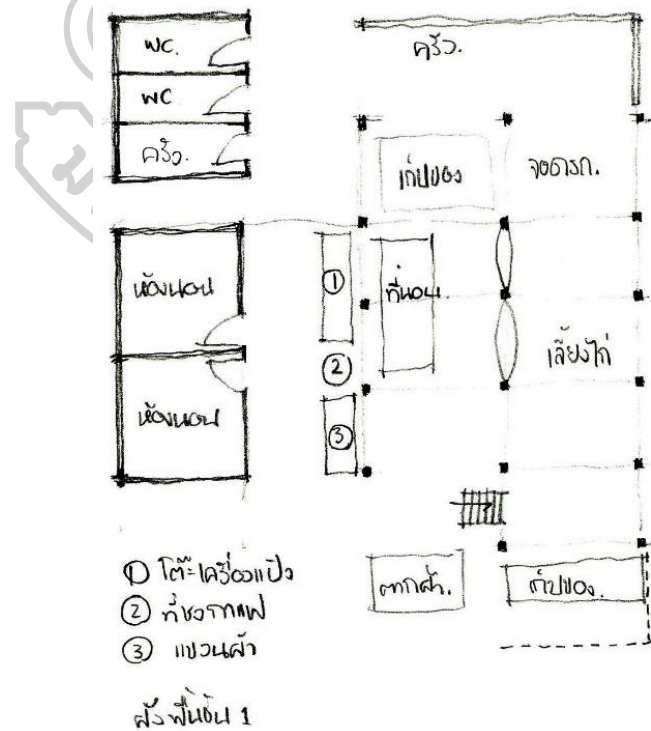 WC.
ครัว.
WC
ครัว.
เก็บของ
จอดรถ.
ห้องนอน
①
ที่นอน.
②
เลี้ยงไก่
ห้องนอน
③
① โต๊ะเครื่องแป้ง
② ที่ชงกาแฟ
③ แขวนผ้า
ตากผ้า.
เก็บของ.
ผังพื้นชั้น 1